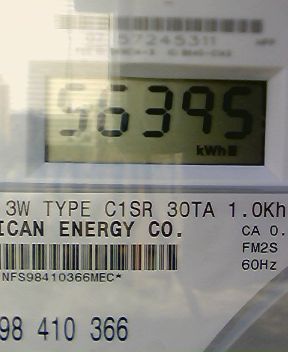 57245311
56395
kWh
3W TYPE C1SR 30TA 1.0Kh
ICAN ENERGY CO.
CA 0.
FM2S
60Hz
NFS98410366MEC*
98 410 366